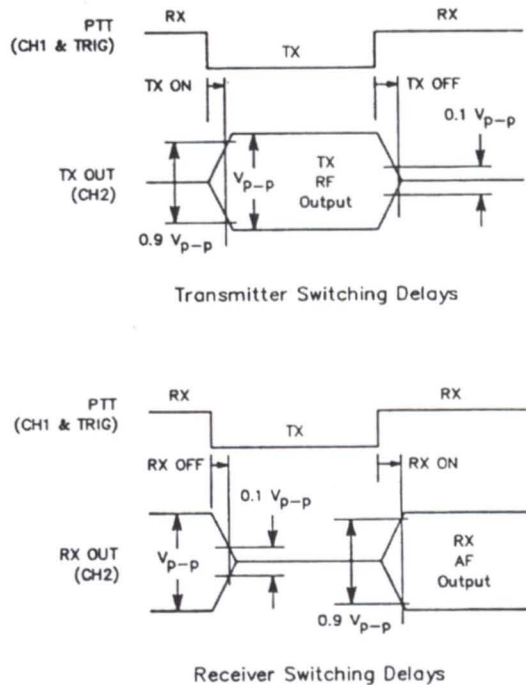 PTT
(CH1 & TRIG)
RX
TX
RX
TX ON
TX OFF
0.1 Vp-p
TX OUT
(CH2)
Vp-p
TX
RF
Output
0.9 Vp-p
Transmitter Switching Delays
PTT
(CH1 & TRIG)
RX
TX
RX
RX OFF
RX ON
0.1 Vp-p
RX OUT
(CH2)
Vp-p
RX
AF
Output
0.9 Vp-p
Receiver Switching Delays